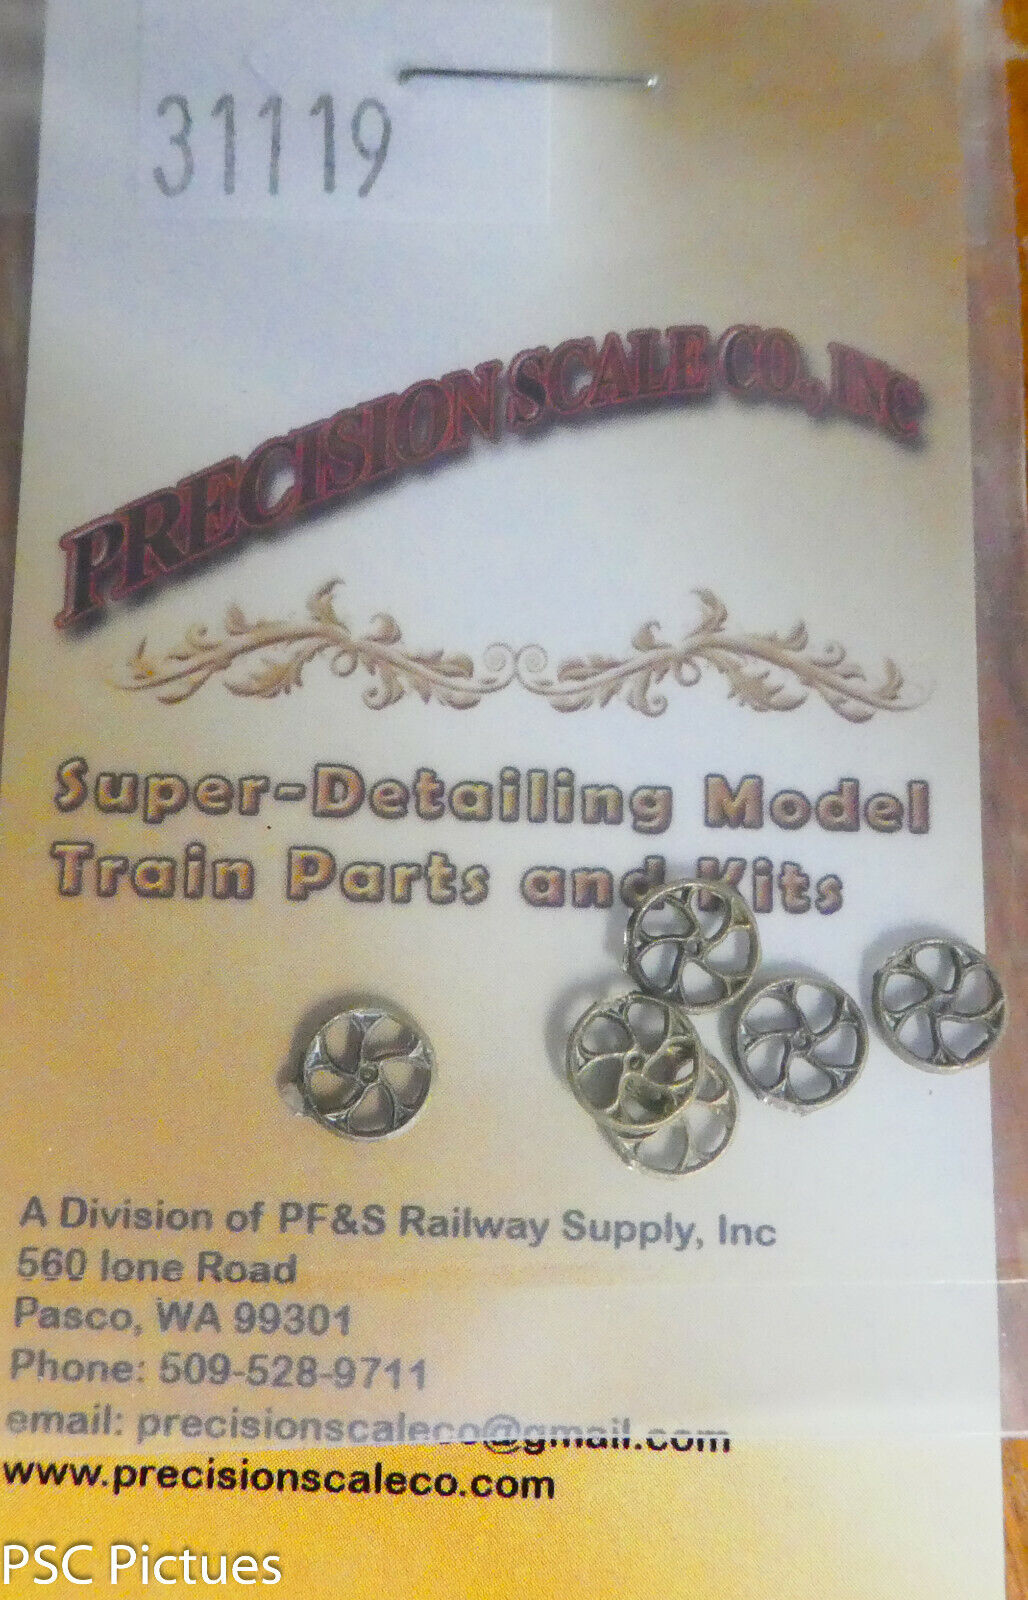 31119
PRECISION SCALE CO., INC
Super-Detailing Model
Train Parts and Kits
A Division of PF&S Railway Supply, Inc
560 Ione Road
Pasco, WA 99301
Phone: 509-528-9711
email: precisionscaleco@gmail.com
www.precisionscaleco.com
PSC Pictues